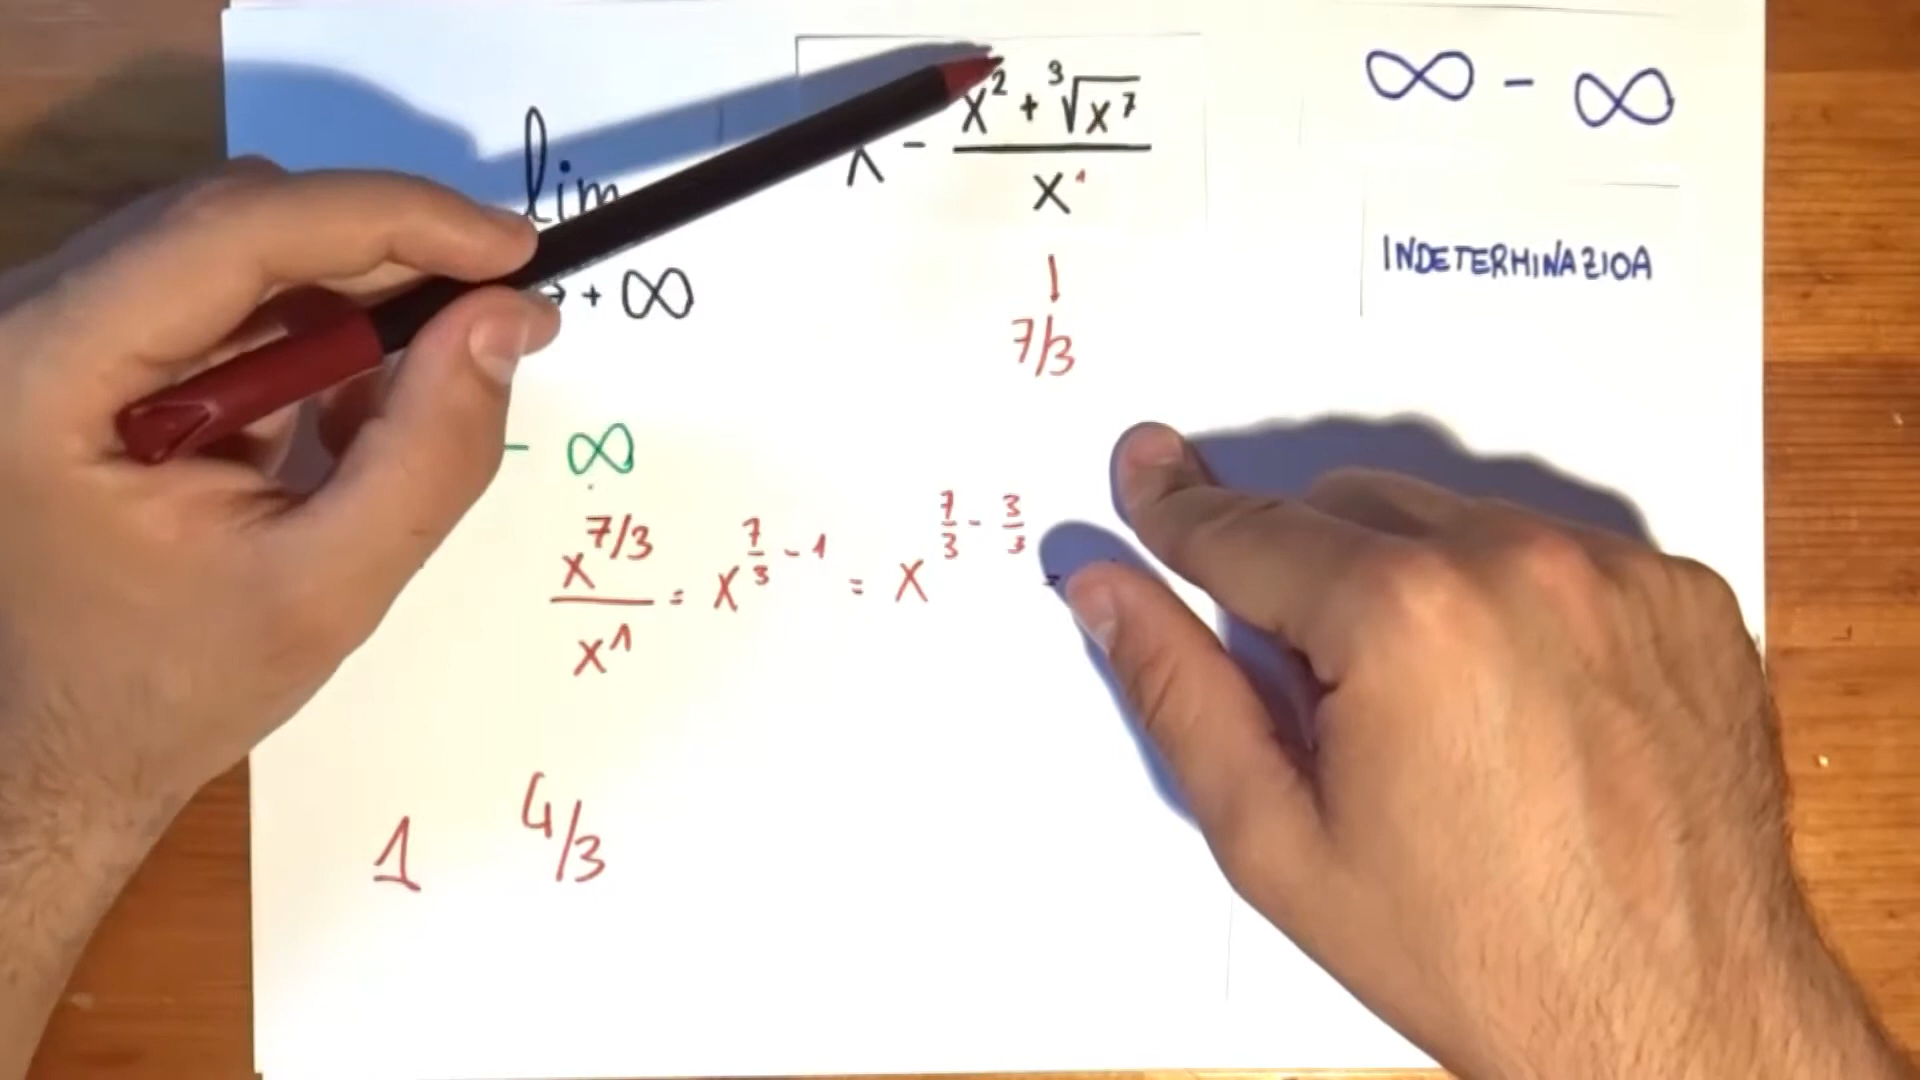 lim x - (x² + ³√x⁷) / x¹
→ + ∞
∞ - ∞
INDETERMINAZIOA
7/3
- ∞
x^(7/3) / x¹ = x^(7/3 - 1) = x^(7/3 - 3/3) =
1 4/3